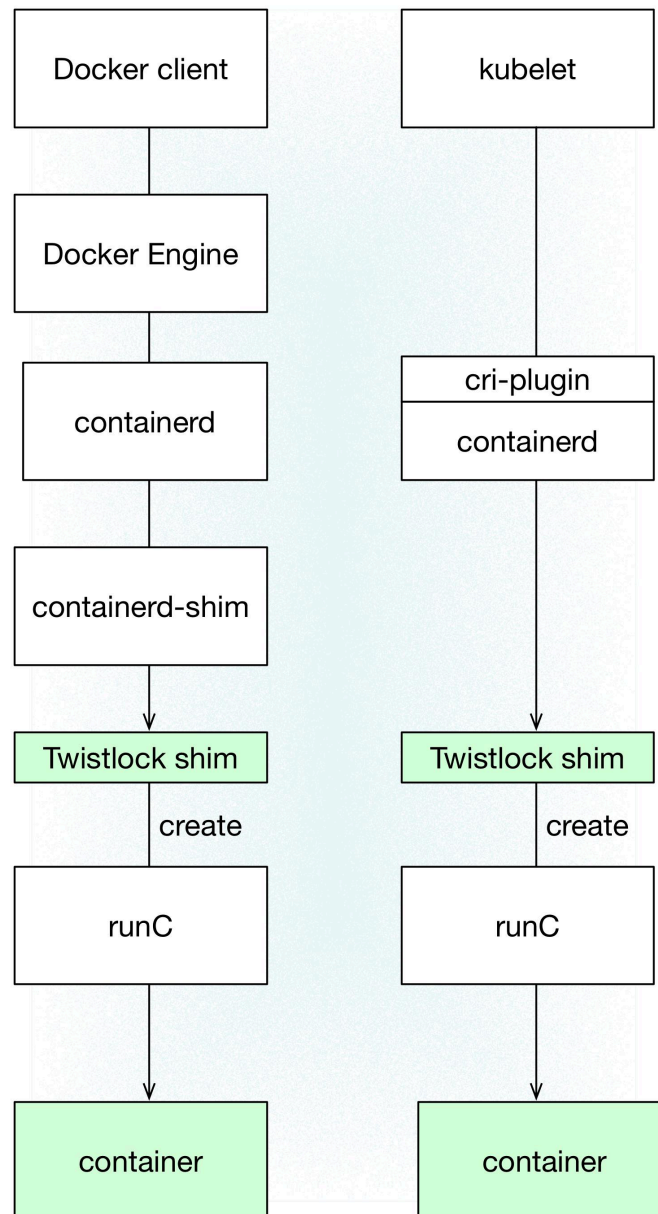 Docker client
Docker Engine
containerd
containerd-shim
Twistlock shim
create
runC
container
kubelet
cri-plugin
containerd
Twistlock shim
create
runC
container